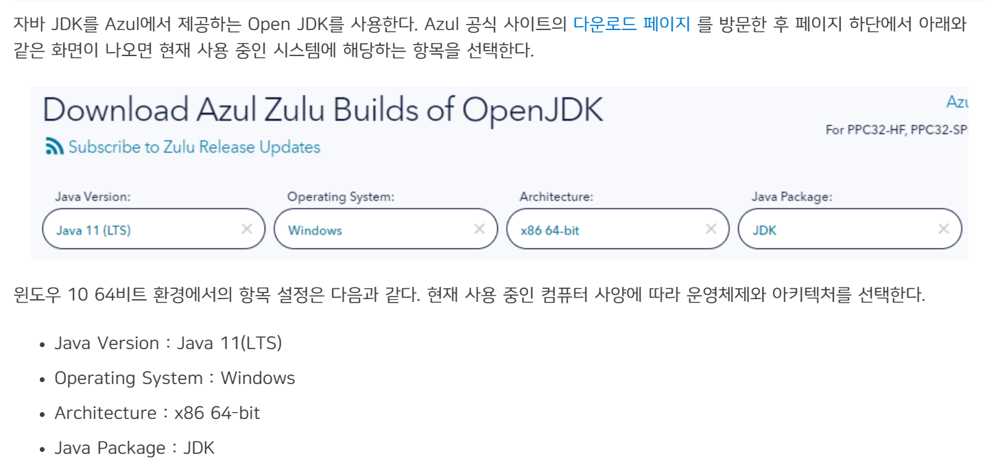 자바 JDK를 Azul에서 제공하는 Open JDK를 사용한다. Azul 공식 사이트의 다운로드 페이지 를 방문한 후 페이지 하단에서 아래와
같은 화면이 나오면 현재 사용 중인 시스템에 해당하는 항목을 선택한다.
Download Azul Zulu Builds of OpenJDK
Azu
For PPC32-HF, PPC32-SP
Subscribe to Zulu Release Updates
Java Version: Operating System: Architecture: Java Package:
Java 11 (LTS) × Windows × x86 64-bit × JDK ×
윈도우 10 64비트 환경에서의 항목 설정은 다음과 같다. 현재 사용 중인 컴퓨터 사양에 따라 운영체제와 아키텍처를 선택한다.
• Java Version : Java 11(LTS)
• Operating System : Windows
• Architecture : x86 64-bit
• Java Package : JDK